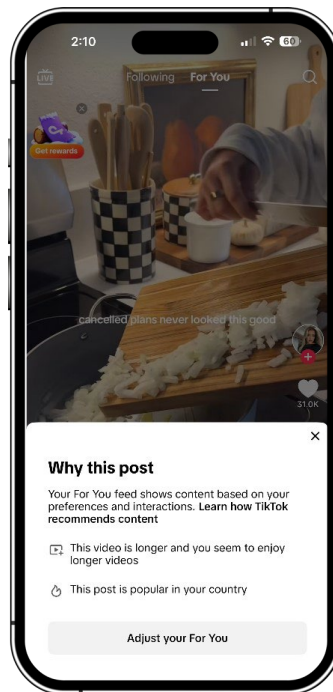 2:10
60
LIVE
Following For You
Get rewards
cancelled plans never looked this good
31.0K
Why this post
Your For You feed shows content based on your
preferences and interactions. Learn how TikTok
recommends content
This video is longer and you seem to enjoy
longer videos
This post is popular in your country
Adjust your For You